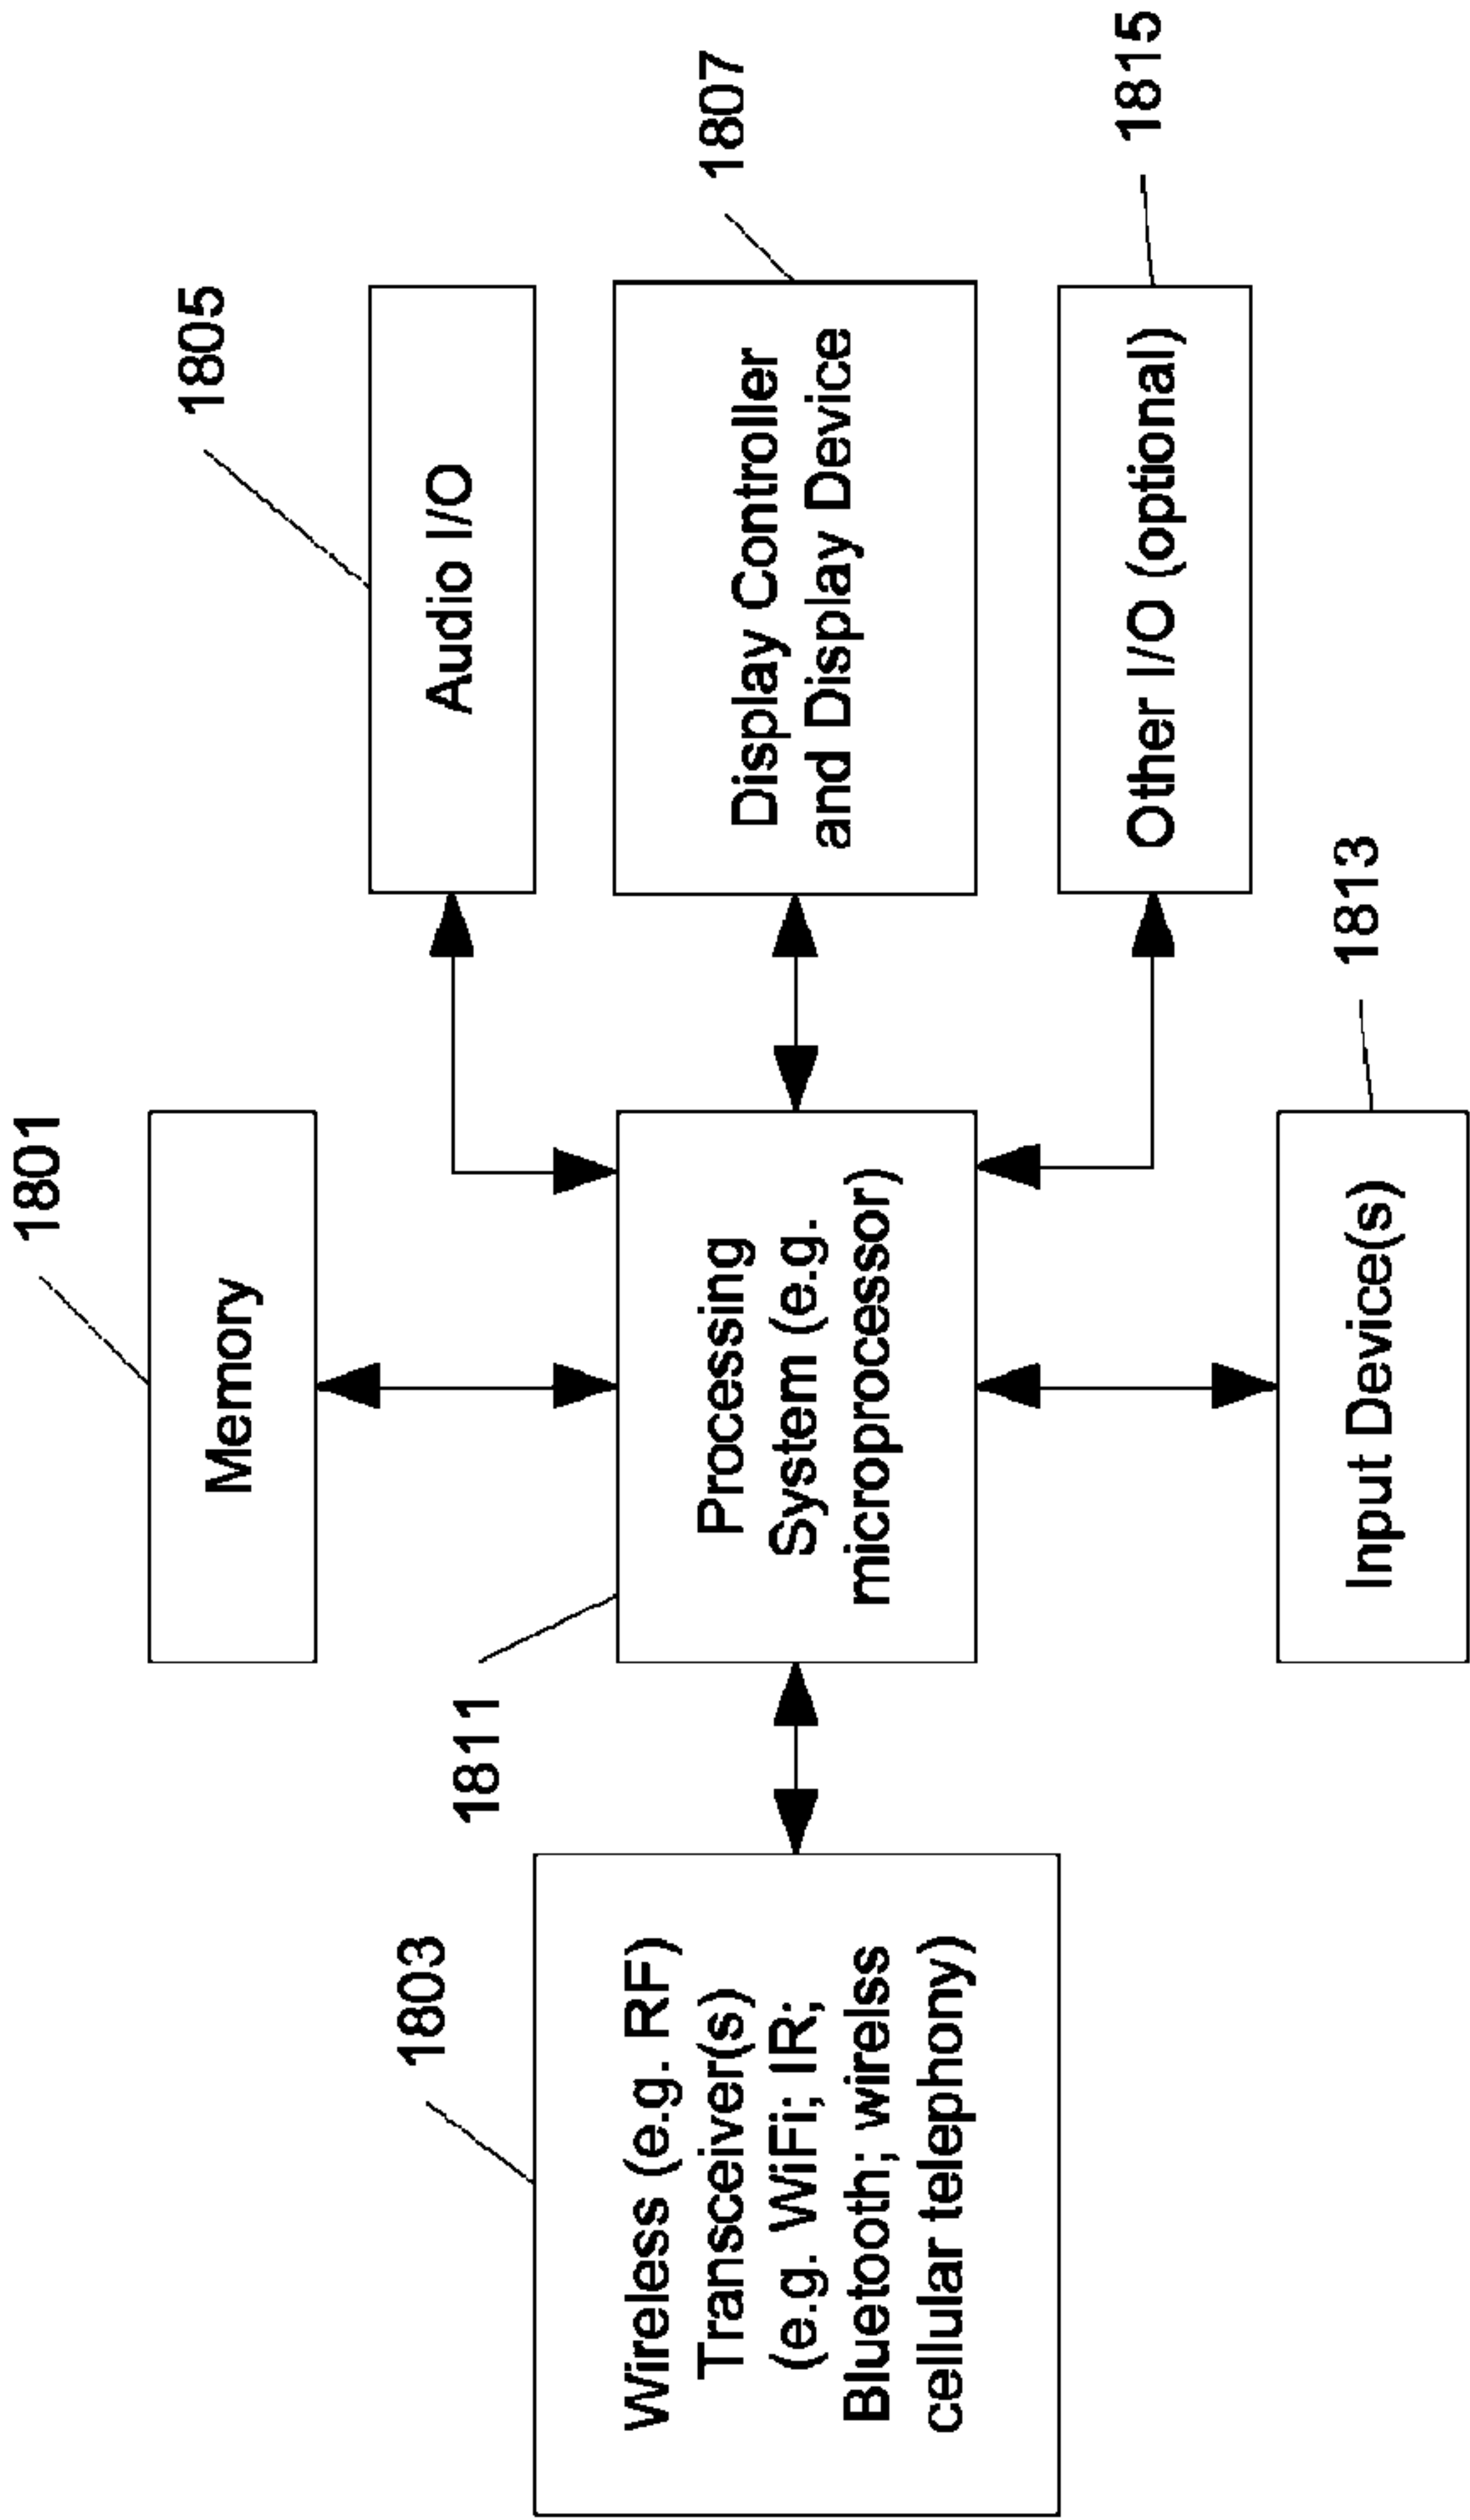 1801
Memory
1805
Audio I/O
1803
Wireless (e.g. RF)
Transceiver(s)
(e.g. WiFi; IR;
Bluetooth; wirelss
cellular telephony)
1811
Processing
System (e.g.
microprocessor)
1807
Display Controller
and Display Device
1815
Other I/O (optional)
1813
Input Device(s)